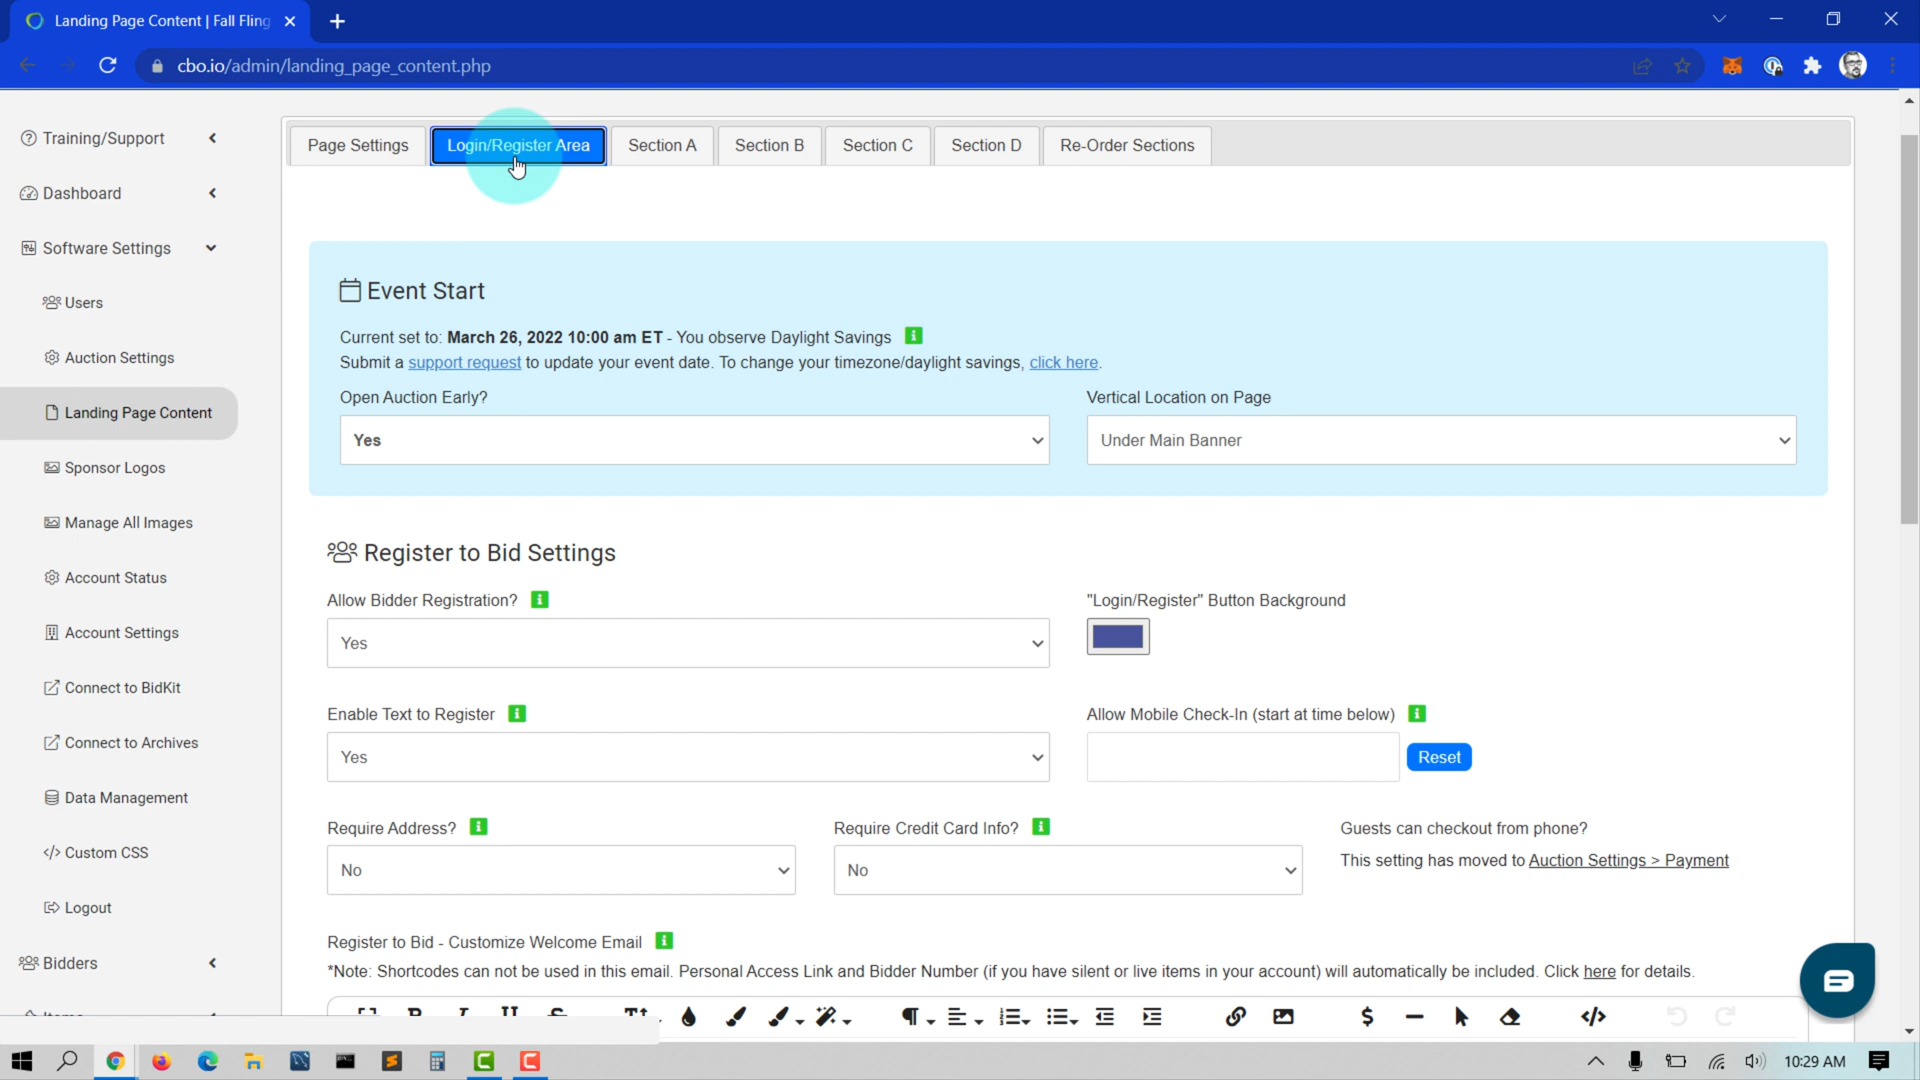 Landing Page Content | Fall Fling
cbo.io/admin/landing_page_content.php
Training/Support
Dashboard
Software Settings
Users
Auction Settings
Landing Page Content
Sponsor Logos
Manage All Images
Account Status
Account Settings
Connect to BidKit
Connect to Archives
Data Management
Custom CSS
Logout
Bidders
Page Settings
Login/Register Area
Section A
Section B
Section C
Section D
Re-Order Sections
Event Start
Current set to: March 26, 2022 10:00 am ET - You observe Daylight Savings
Submit a support request to update your event date. To change your timezone/daylight savings, click here.
Open Auction Early?
Yes
Vertical Location on Page
Under Main Banner
Register to Bid Settings
Allow Bidder Registration?
Yes
"Login/Register" Button Background
Enable Text to Register
Yes
Allow Mobile Check-In (start at time below)
Reset
Require Address?
No
Require Credit Card Info?
No
Guests can checkout from phone?
This setting has moved to Auction Settings > Payment
Register to Bid - Customize Welcome Email
*Note: Shortcodes can not be used in this email. Personal Access Link and Bidder Number (if you have silent or live items in your account) will automatically be included. Click here for details.
10:29 AM